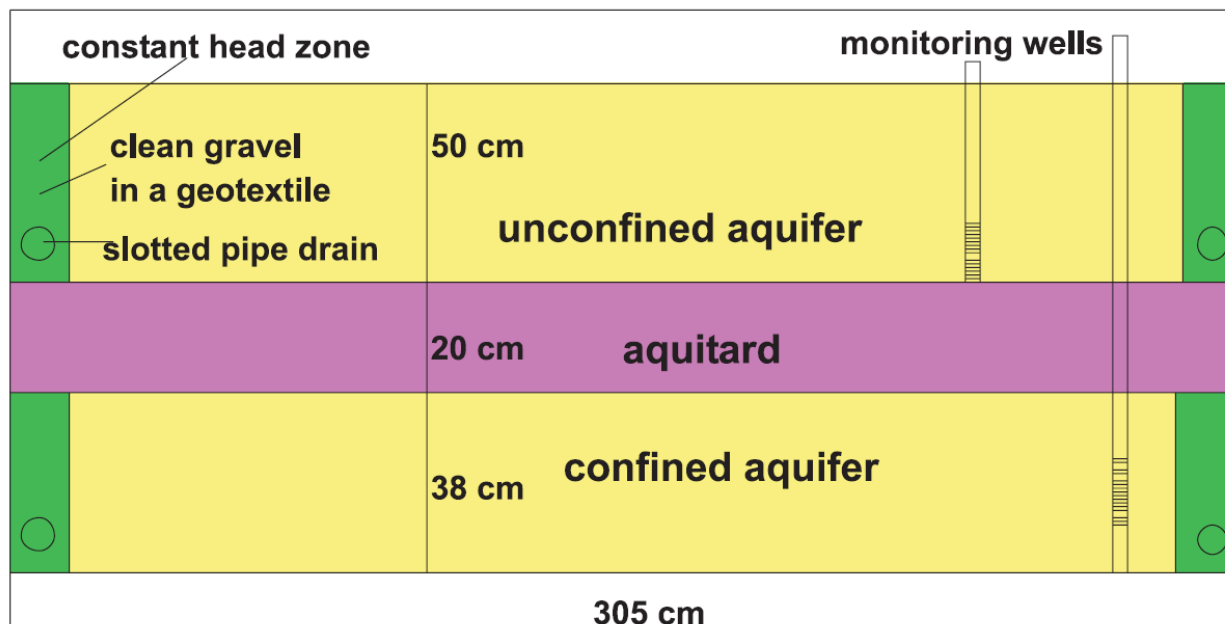 constant head zone
monitoring wells
clean gravel
in a geotextile
50 cm
unconfined aquifer
slotted pipe drain
20 cm
aquitard
confined aquifer
38 cm
305 cm